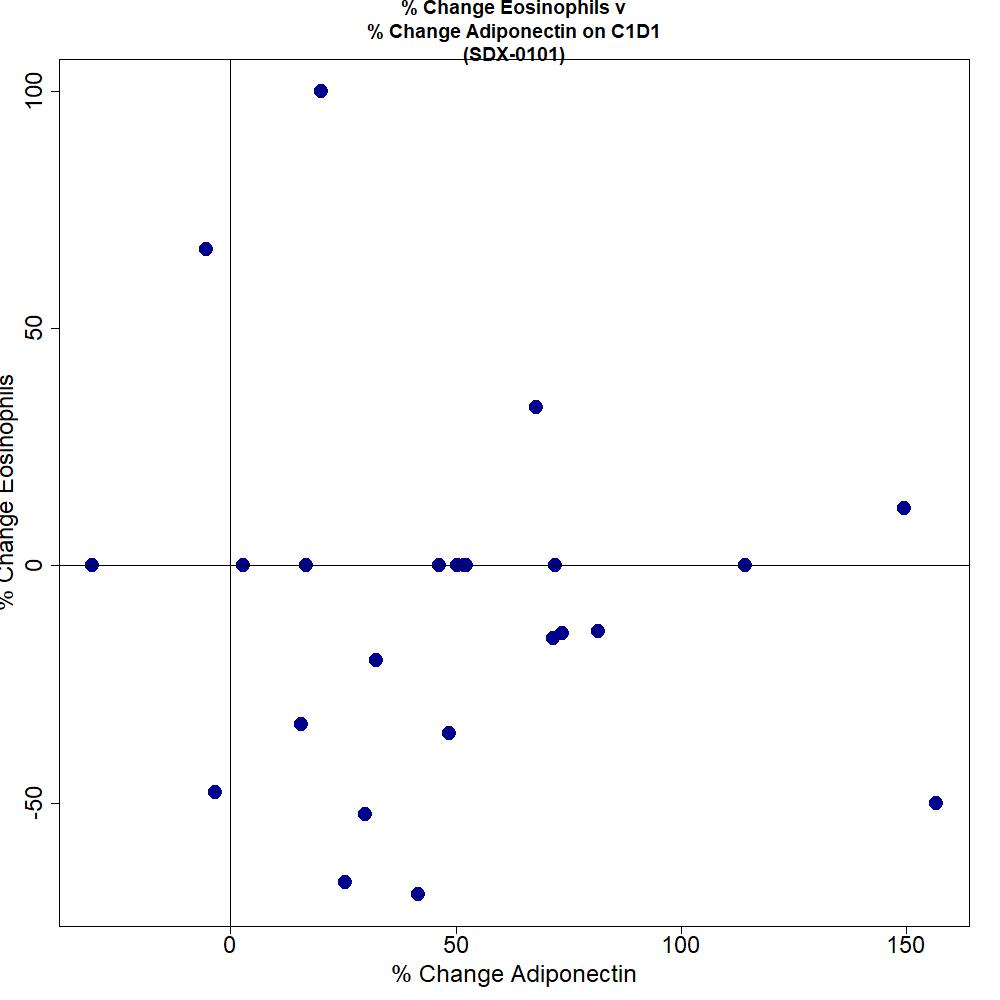 % Change Eosinophils v
% Change Adiponectin on C1D1
(SDX-0101)
100
50
0
-50
% Change Eosinophils
0
50
100
150
% Change Adiponectin